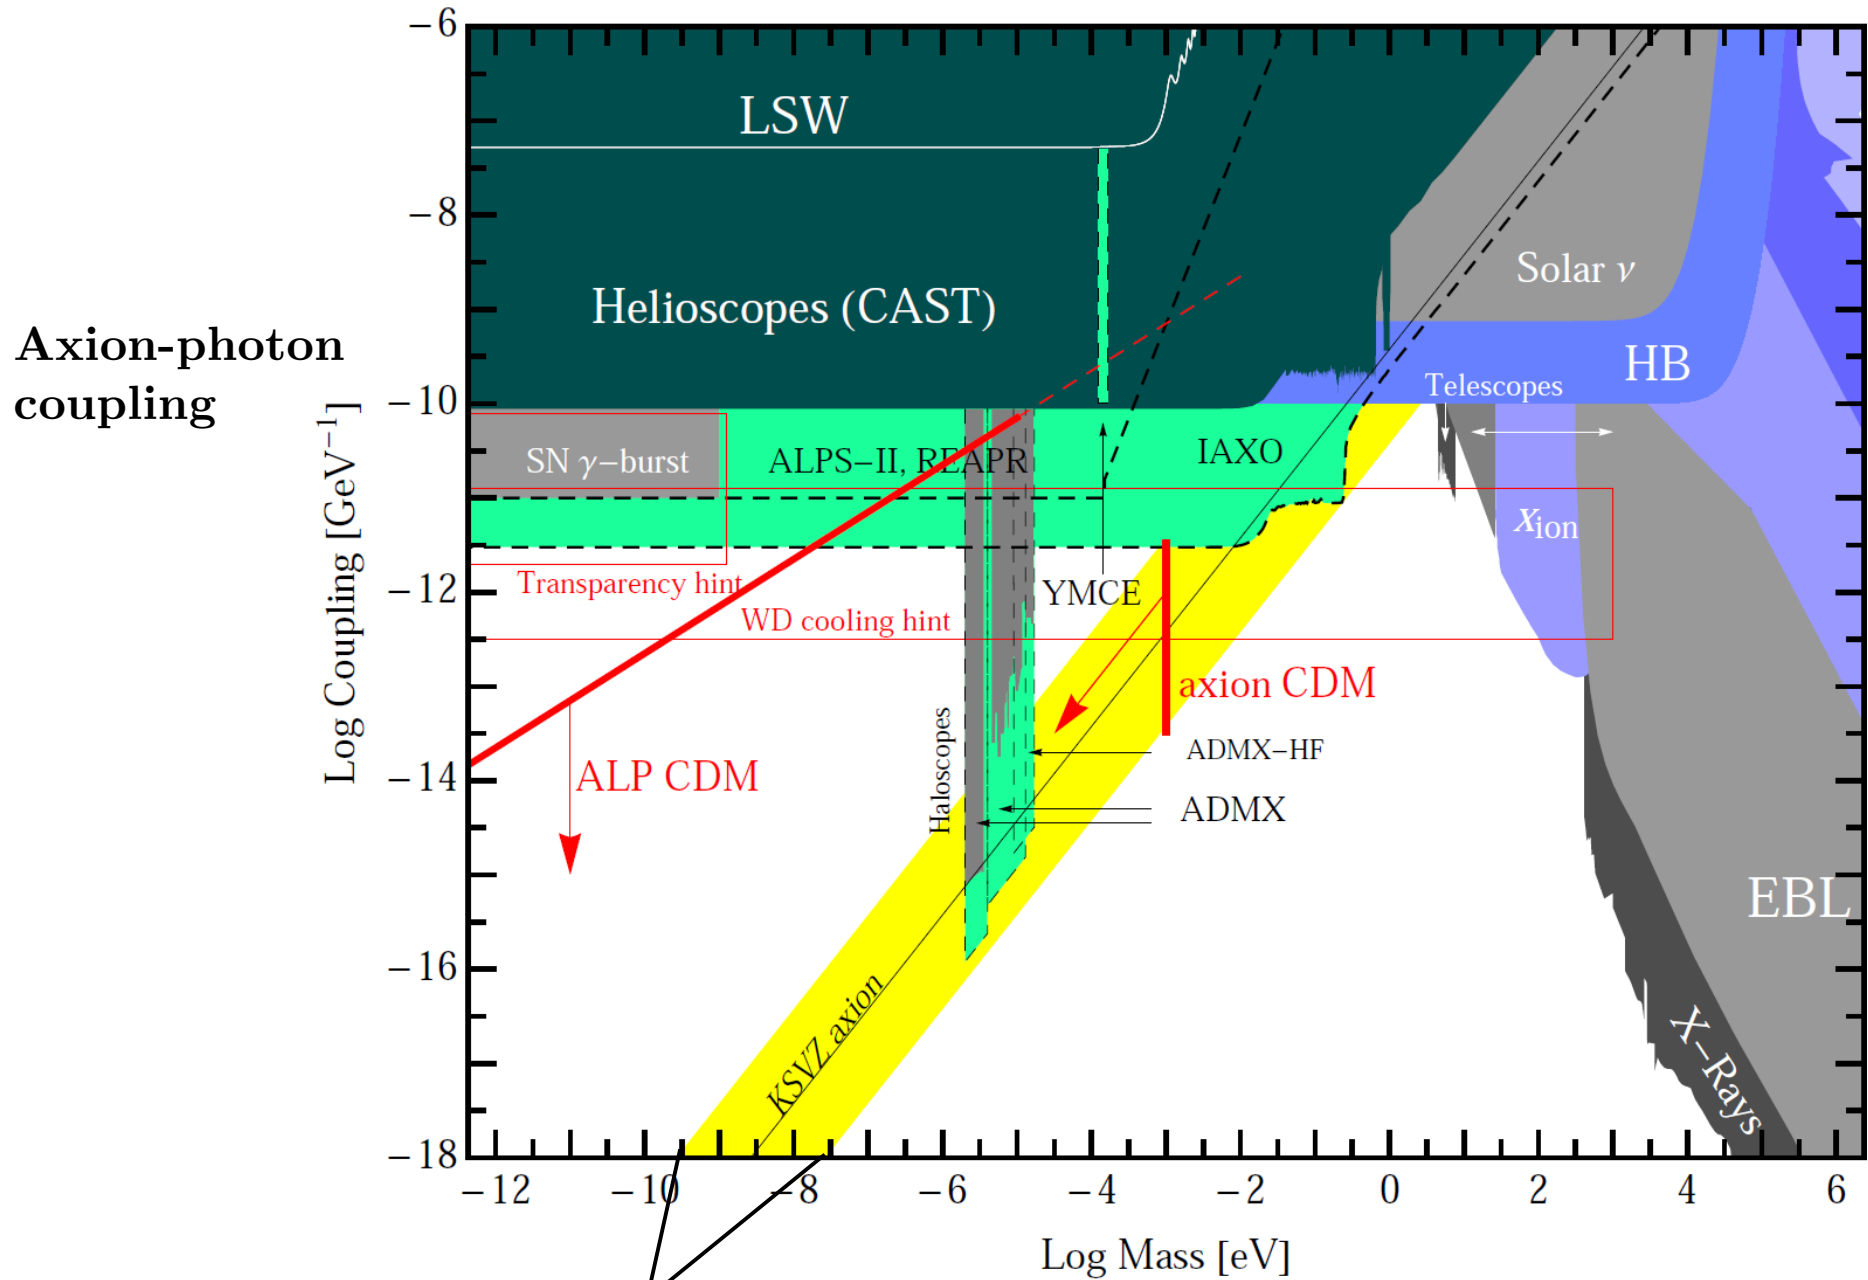 Axion-photon
coupling
Log Coupling [GeV⁻¹]
−6
−8
−10
−12
−14
−16
−18
LSW
Helioscopes (CAST)
Solar ν
HB
Telescopes
SN γ−burst
ALPS−II, REAPR
IAXO
xion
Transparency hint
YMCE
WD cooling hint
axion CDM
Haloscopes
ADMX−HF
ALP CDM
ADMX
EBL
KSVZ axion
X−Rays
−12
−10
−8
−6
−4
−2
0
2
4
6
Log Mass [eV]